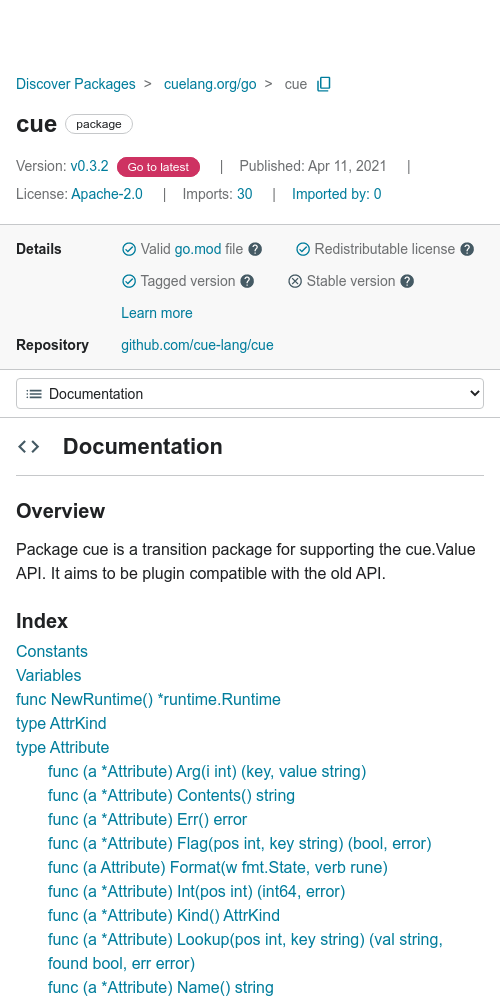 Discover Packages > cuelang.org/go > cue
cue package
Version: v0.3.2 Go to latest | Published: Apr 11, 2021 |
License: Apache-2.0 | Imports: 30 | Imported by: 0
Details Valid go.mod file ? Redistributable license ?
Tagged version ? Stable version ?
Learn more
Repository github.com/cue-lang/cue
Documentation
<> Documentation
Overview
Package cue is a transition package for supporting the cue.Value
API. It aims to be plugin compatible with the old API.
Index
Constants
Variables
func NewRuntime() *runtime.Runtime
type AttrKind
type Attribute
func (a *Attribute) Arg(i int) (key, value string)
func (a *Attribute) Contents() string
func (a *Attribute) Err() error
func (a *Attribute) Flag(pos int, key string) (bool, error)
func (a Attribute) Format(w fmt.State, verb rune)
func (a *Attribute) Int(pos int) (int64, error)
func (a *Attribute) Kind() AttrKind
func (a *Attribute) Lookup(pos int, key string) (val string,
found bool, err error)
func (a *Attribute) Name() string